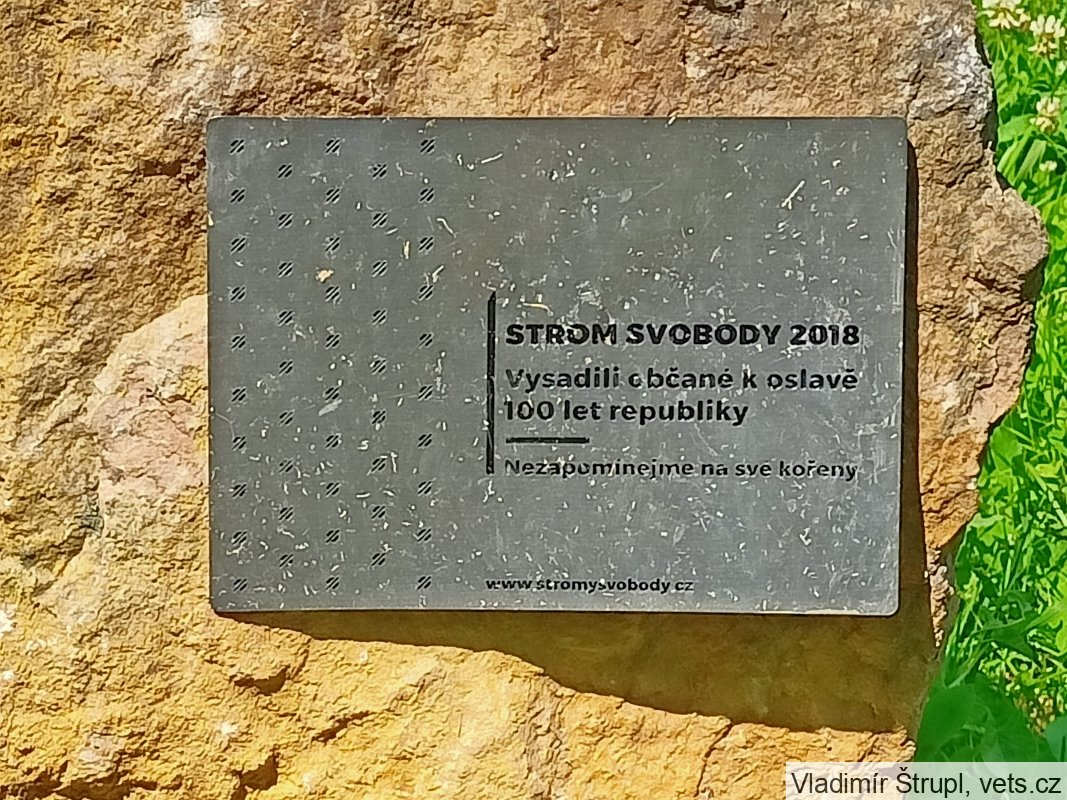 STROM SVOBODY 2018
Vysadili občané k oslavě
100 let republiky
Nezapomínejme na své kořeny
www.stromysvobody.cz
Vladimír Štrupl, vets.cz